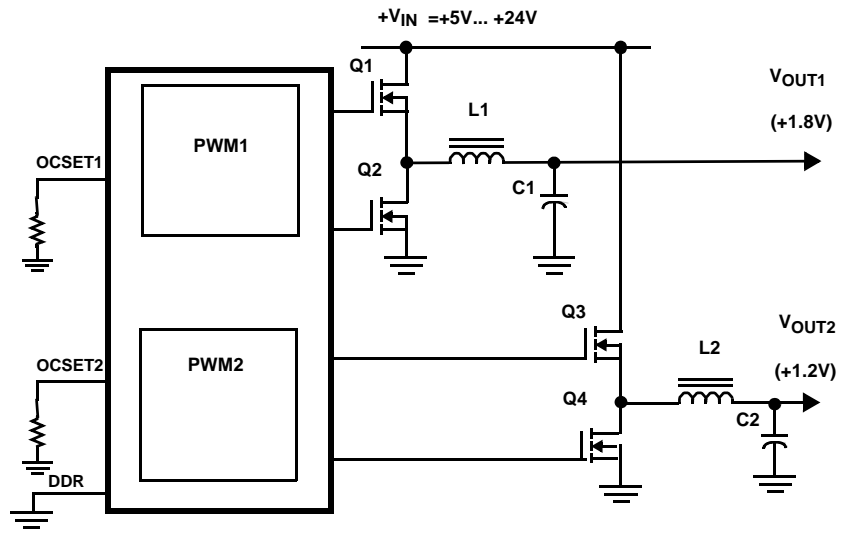 +VIN =+5V... +24V
Q1
VOUT1
L1
(+1.8V)
PWM1
OCSET1
Q2
C1
Q3
VOUT2
L2
OCSET2
PWM2
(+1.2V)
Q4
C2
DDR